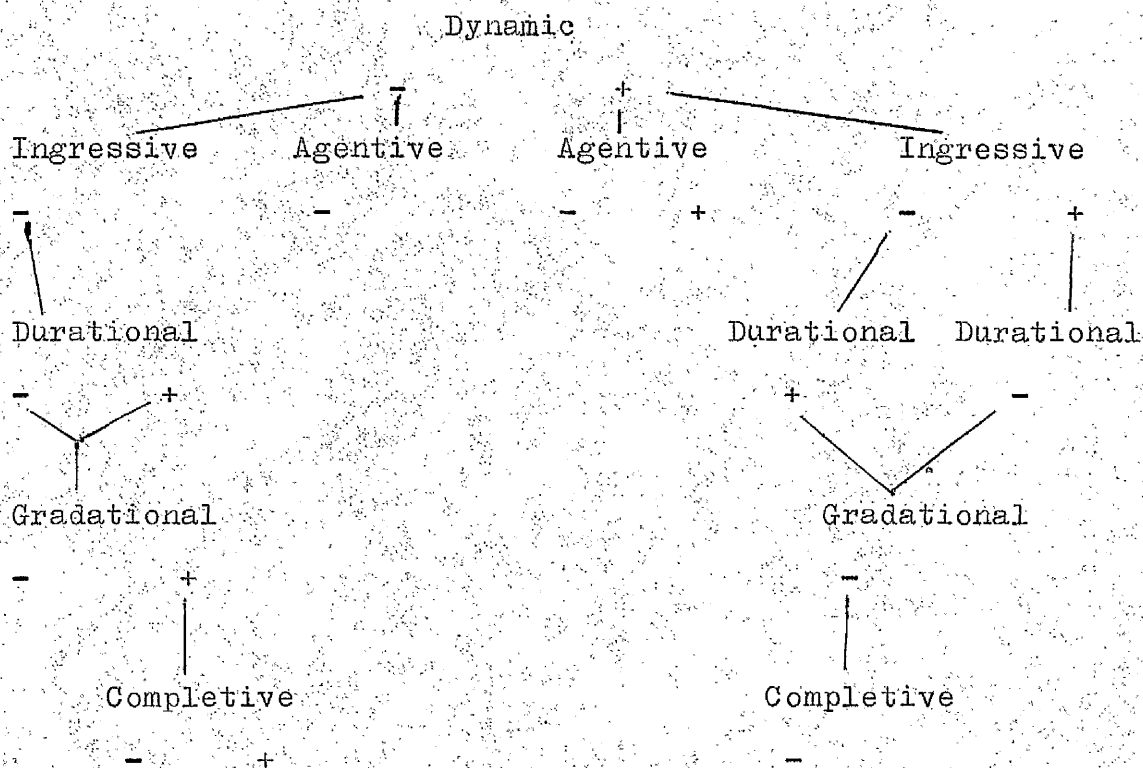 Dynamic
- +
Ingressive Agentive Agentive Ingressive
- - - + - +
Durational Durational Durational
- + + -
Gradational Gradational
- + -
Completive Completive
- + -